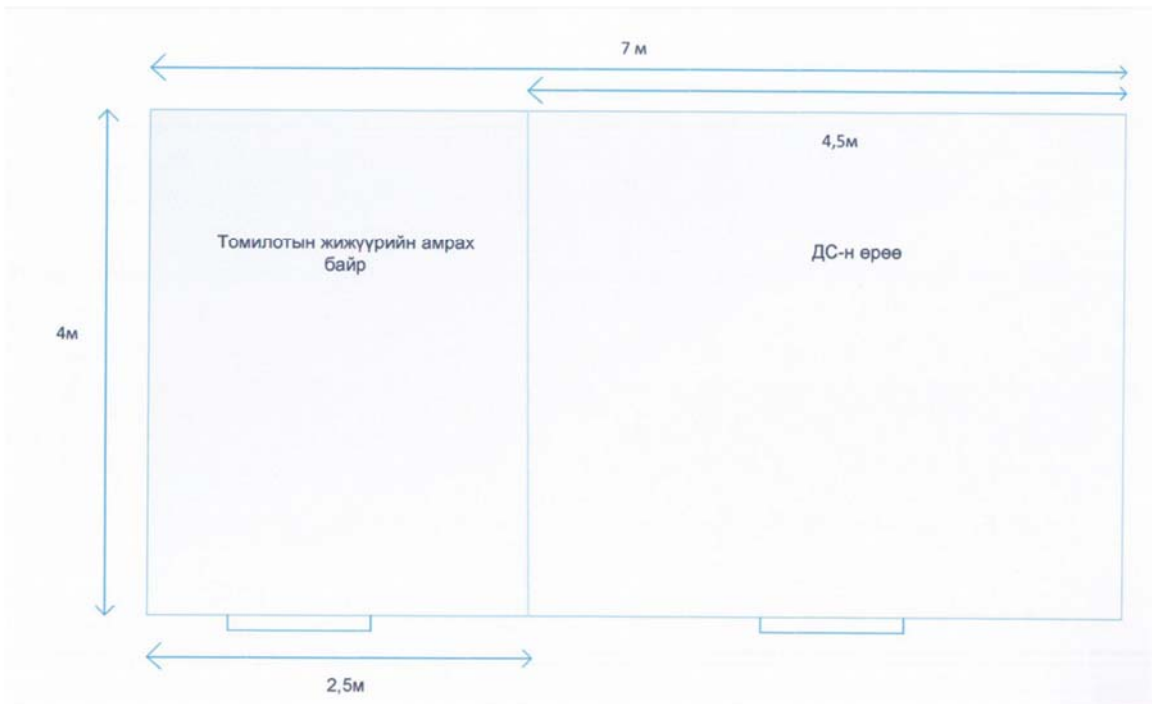 7 м
4,5м
Томилотын жижүүрийн амрах
байр
ДС-н өрөө
4м
2,5м